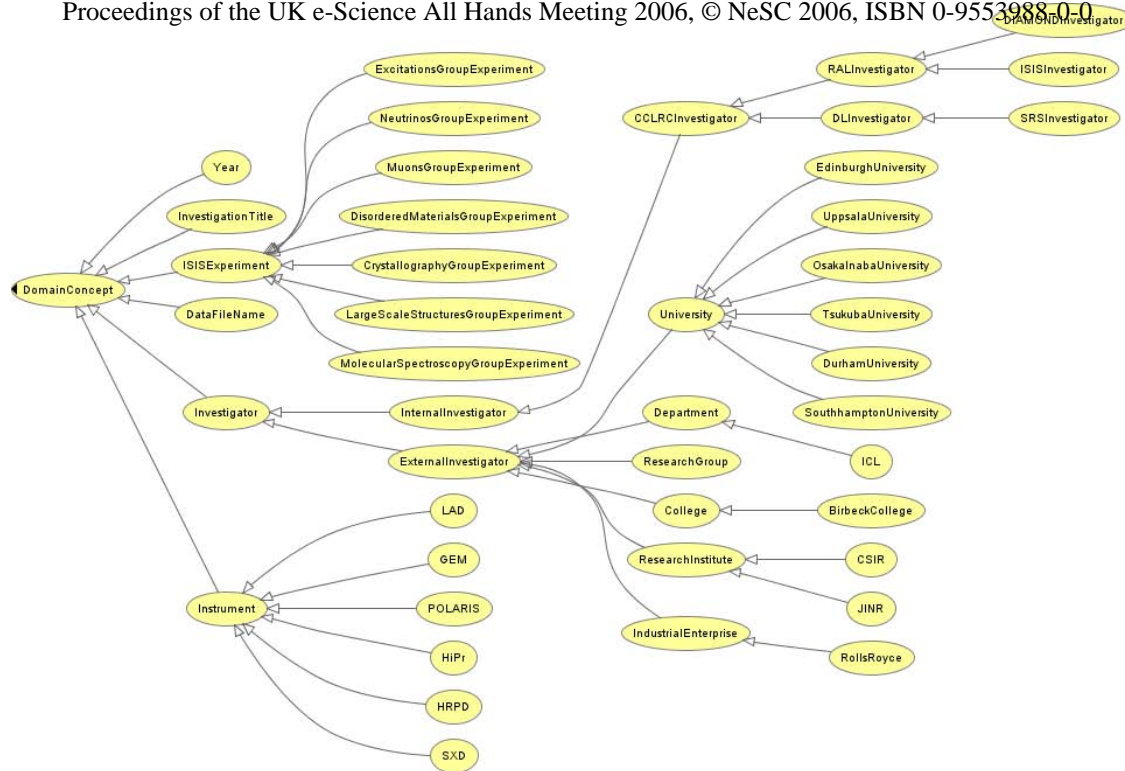 Proceedings of the UK e-Science All Hands Meeting 2006, © NeSC 2006, ISBN 0-9553988-0-0
DIAMONDInvestigator
ExcitationsGroupExperiment
RALInvestigator
ISISInvestigator
NeutrinosGroupExperiment
CCLRCInvestigator
DLInvestigator
SRSInvestigator
Year
MuonsGroupExperiment
EdinburghUniversity
InvestigationTitle
DisorderedMaterialsGroupExperiment
UppsalaUniversity
ISISExperiment
CrystallographyGroupExperiment
OsakaInabaUniversity
DomainConcept
DataFileName
LargeScaleStructuresGroupExperiment
University
TsukubaUniversity
MolecularSpectroscopyGroupExperiment
DurhamUniversity
Investigator
InternalInvestigator
Department
SouthhamptonUniversity
ExternalInvestigator
ResearchGroup
ICL
LAD
College
BirbeckCollege
GEM
ResearchInstitute
CSIR
Instrument
POLARIS
JINR
IndustrialEnterprise
HiPr
RollsRoyce
HRPD
SXD